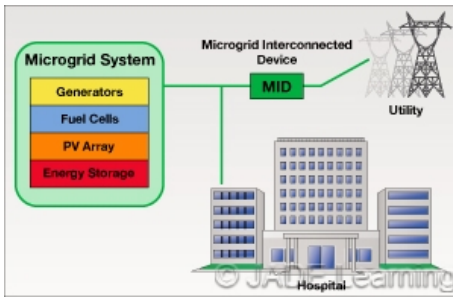 Microgrid Interconnected
Device
Microgrid System
Generators
Fuel Cells
PV Array
Energy Storage
MID
Utility
Hospital
© JADE Learning